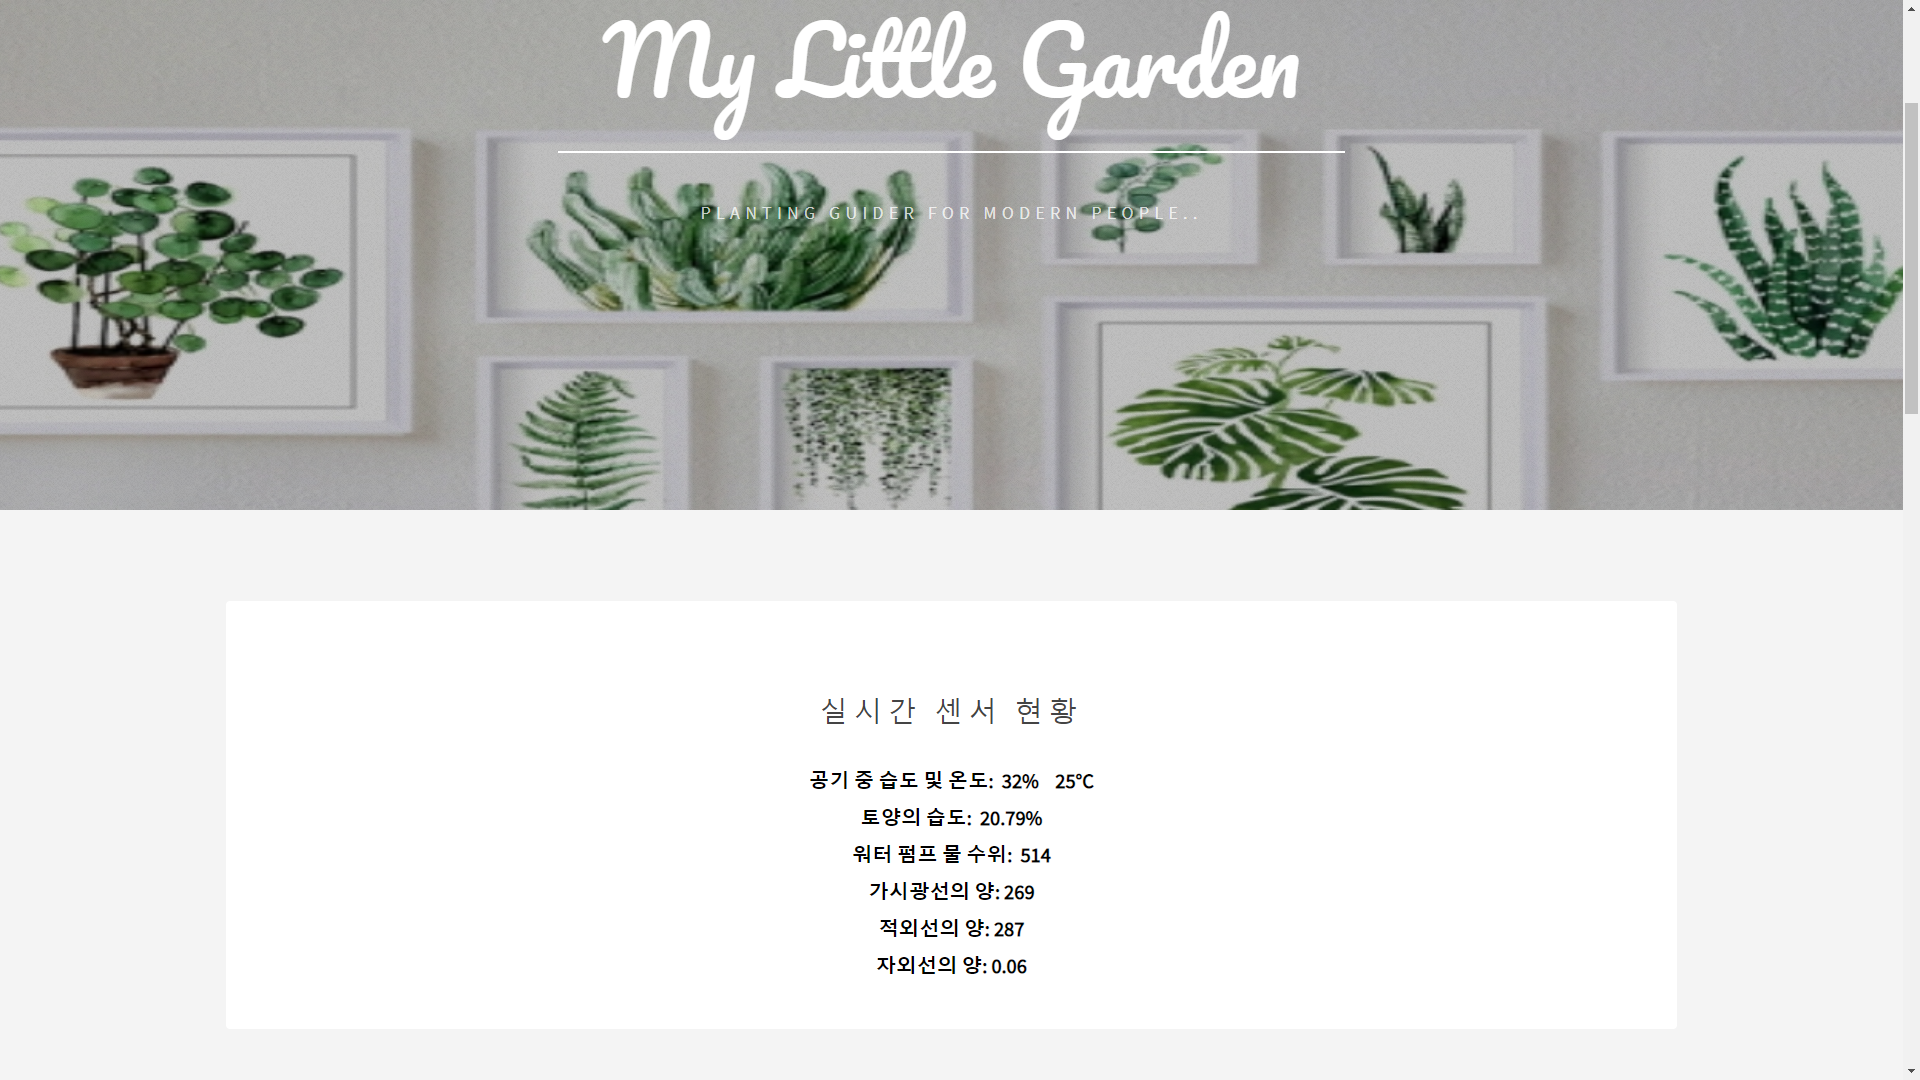 My Little Garden
PLANTING GUIDER FOR MODERN PEOPLE..
실시간 센서 현황
공기 중 습도 및 온도: 32% 25°C
토양의 습도: 20.79%
워터 펌프 물 수위: 514
가시광선의 양: 269
적외선의 양: 287
자외선의 양: 0.06